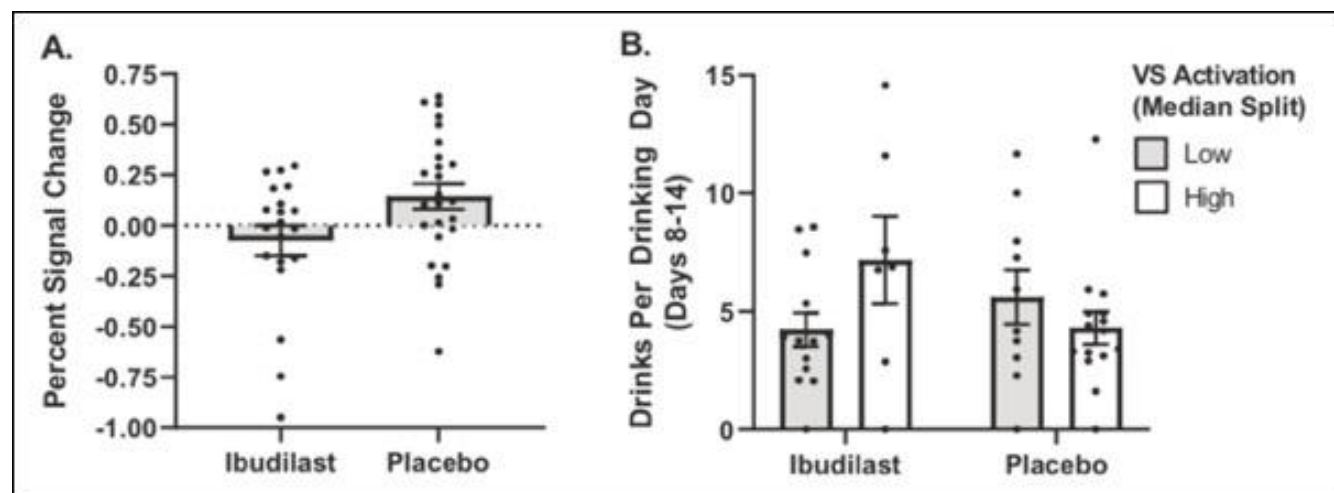 A.
Percent Signal Change
0.75
0.50
0.25
0.00
-0.25
-0.50
-0.75
-1.00
Ibudilast
Placebo
B.
Drinks Per Drinking Day
(Days 8-14)
15
10
5
0
Ibudilast
Placebo
VS Activation
(Median Split)
Low
High